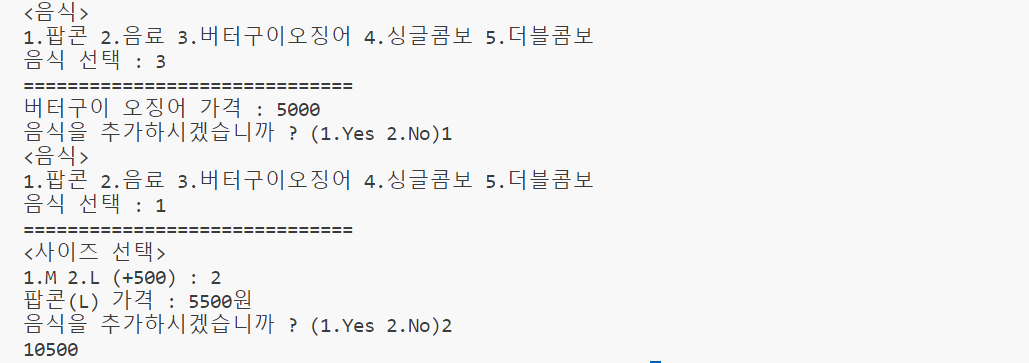 <음식>
1.팝콘 2.음료 3.버터구이오징어 4.싱글콤보 5.더블콤보
음식 선택 : 3
==============================
버터구이 오징어 가격 : 5000
음식을 추가하시겠습니까 ? (1.Yes 2.No)1
<음식>
1.팝콘 2.음료 3.버터구이오징어 4.싱글콤보 5.더블콤보
음식 선택 : 1
==============================
<사이즈 선택>
1.M 2.L (+500) : 2
팝콘(L) 가격 : 5500원
음식을 추가하시겠습니까 ? (1.Yes 2.No)2
10500